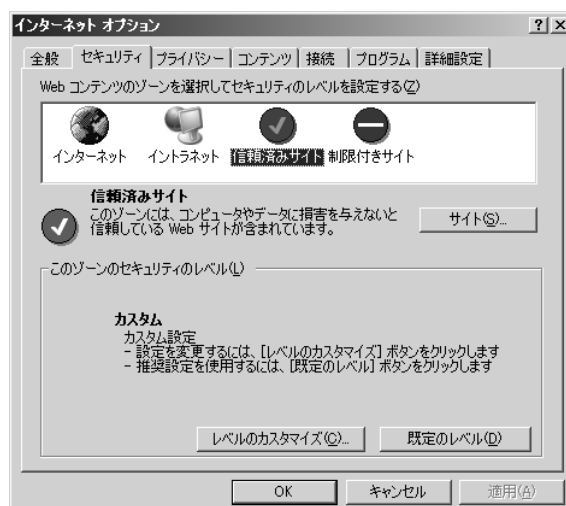 インターネット オプション
全般 セキュリティ プライバシー コンテンツ 接続 プログラム 詳細設定
Web コンテンツのゾーンを選択してセキュリティのレベルを設定する(Z)
インターネット イントラネット 信頼済みサイト 制限付きサイト
信頼済みサイト
このゾーンには、コンピュータやデータに損害を与えないと
信頼している Web サイトが含まれています。
サイト(S)...
このゾーンのセキュリティのレベル(L)
カスタム
カスタム設定
- 設定を変更するには、[レベルのカスタマイズ] ボタンをクリックします
- 推奨設定を使用するには、[既定のレベル] ボタンをクリックします
レベルのカスタマイズ(C)... 既定のレベル(D)
OK キャンセル 適用(A)